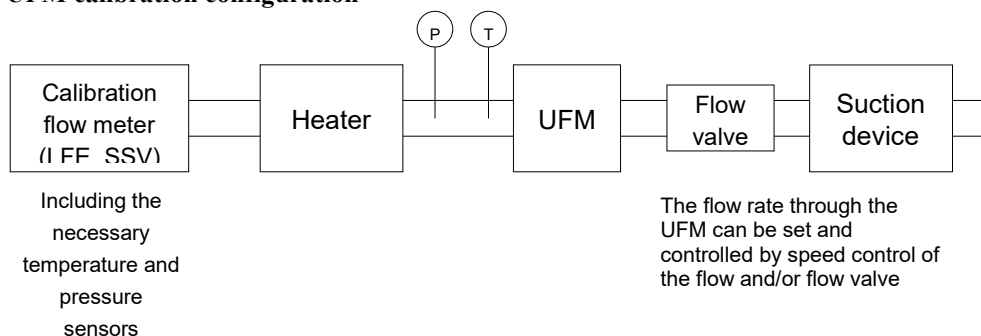 UFM calibration configuration
P
T
Calibration
flow meter
(LFE, SSV)
Heater
UFM
Flow
valve
Suction
device
Including the
necessary
temperature and
pressure
sensors
The flow rate through the
UFM can be set and
controlled by speed control of
the flow and/or flow valve